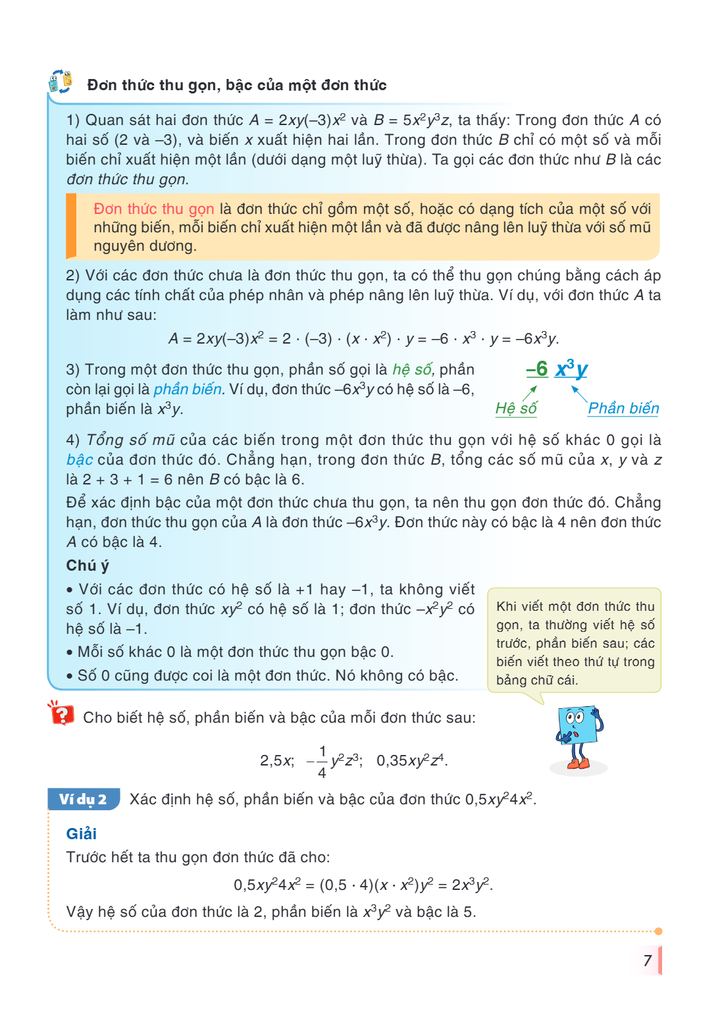 Đơn thức thu gọn, bậc của một đơn thức
1) Quan sát hai đơn thức A = 2xy(–3)x² và B = 5x²y³z, ta thấy: Trong đơn thức A có
hai số (2 và –3), và biến x xuất hiện hai lần. Trong đơn thức B chỉ có một số và mỗi
biến chỉ xuất hiện một lần (dưới dạng một luỹ thừa). Ta gọi các đơn thức như B là các
đơn thức thu gọn.
Đơn thức thu gọn là đơn thức chỉ gồm một số, hoặc có dạng tích của một số với
những biến, mỗi biến chỉ xuất hiện một lần và đã được nâng lên luỹ thừa với số mũ
nguyên dương.
2) Với các đơn thức chưa là đơn thức thu gọn, ta có thể thu gọn chúng bằng cách áp
dụng các tính chất của phép nhân và phép nâng lên luỹ thừa. Ví dụ, với đơn thức A ta
làm như sau:
A = 2xy(–3)x² = 2 · (–3) · (x · x²) · y = –6 · x³ · y = –6x³y.
3) Trong một đơn thức thu gọn, phần số gọi là hệ số, phần
còn lại gọi là phần biến. Ví dụ, đơn thức –6x³y có hệ số là –6,
phần biến là x³y.
–6 x³y
Hệ số Phần biến
4) Tổng số mũ của các biến trong một đơn thức thu gọn với hệ số khác 0 gọi là
bậc của đơn thức đó. Chẳng hạn, trong đơn thức B, tổng các số mũ của x, y và z
là 2 + 3 + 1 = 6 nên B có bậc là 6.
Để xác định bậc của một đơn thức chưa thu gọn, ta nên thu gọn đơn thức đó. Chẳng
hạn, đơn thức thu gọn của A là đơn thức –6x³y. Đơn thức này có bậc là 4 nên đơn thức
A có bậc là 4.
Chú ý
• Với các đơn thức có hệ số là +1 hay –1, ta không viết
số 1. Ví dụ, đơn thức xy² có hệ số là 1; đơn thức –x²y² có
hệ số là –1.
• Mỗi số khác 0 là một đơn thức thu gọn bậc 0.
• Số 0 cũng được coi là một đơn thức. Nó không có bậc.
Khi viết một đơn thức thu
gọn, ta thường viết hệ số
trước, phần biến sau; các
biến viết theo thứ tự trong
bảng chữ cái.
? Cho biết hệ số, phần biến và bậc của mỗi đơn thức sau:
2,5x; –1/4 y²z³; 0,35xy²z⁴.
Ví dụ 2 Xác định hệ số, phần biến và bậc của đơn thức 0,5xy²4x².
Giải
Trước hết ta thu gọn đơn thức đã cho:
0,5xy²4x² = (0,5 · 4)(x · x²)y² = 2x³y².
Vậy hệ số của đơn thức là 2, phần biến là x³y² và bậc là 5.
7